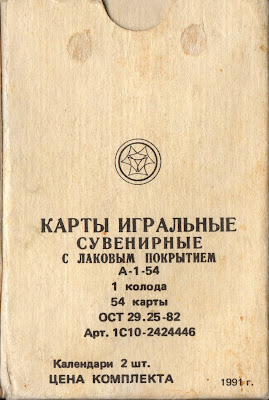 КАРТЫ ИГРАЛЬНЫЕ
СУВЕНИРНЫЕ
С ЛАКОВЫМ ПОКРЫТИЕМ
А-1-54
1 колода
54 карты
ОСТ 29.25-82
Арт. 1С10-2424446
Календари 2 шт.
ЦЕНА КОМПЛЕКТА
1991 г.